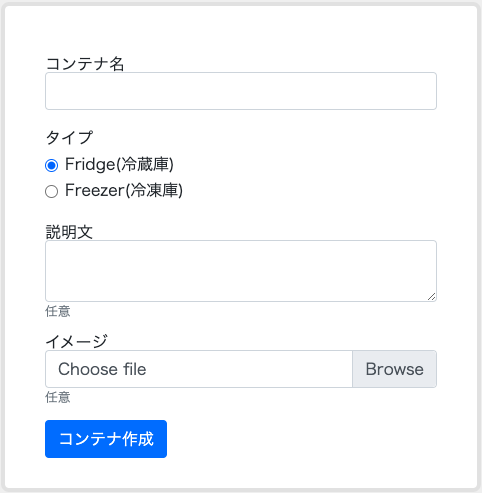 コンテナ名
タイプ
Fridge(冷蔵庫)
Freezer(冷凍庫)
説明文
任意
イメージ
Choose file Browse
任意
コンテナ作成